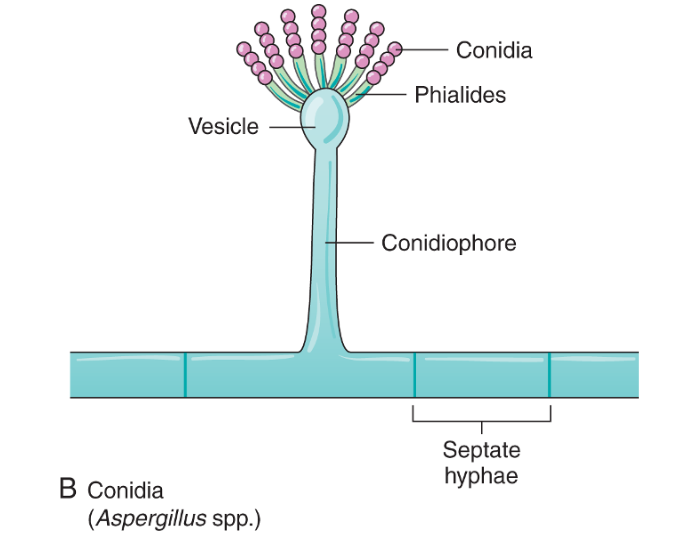 Conidia
Phialides
Vesicle
Conidiophore
Septate
hyphae
B Conidia
(Aspergillus spp.)